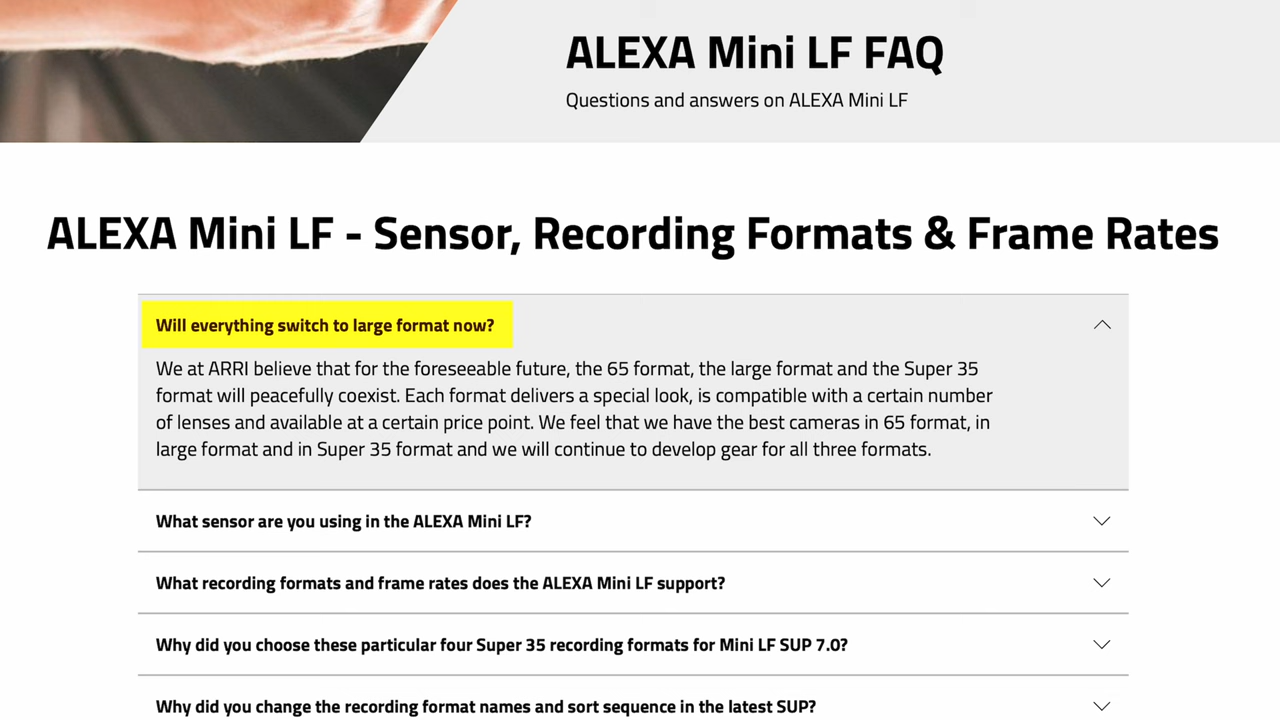 ALEXA Mini LF FAQ
Questions and answers on ALEXA Mini LF
ALEXA Mini LF - Sensor, Recording Formats & Frame Rates
Will everything switch to large format now?
We at ARRI believe that for the foreseeable future, the 65 format, the large format and the Super 35
format will peacefully coexist. Each format delivers a special look, is compatible with a certain number
of lenses and available at a certain price point. We feel that we have the best cameras in 65 format, in
large format and in Super 35 format and we will continue to develop gear for all three formats.
What sensor are you using in the ALEXA Mini LF?
What recording formats and frame rates does the ALEXA Mini LF support?
Why did you choose these particular four Super 35 recording formats for Mini LF SUP 7.0?
Why did you change the recording format names and sort sequence in the latest SUP?